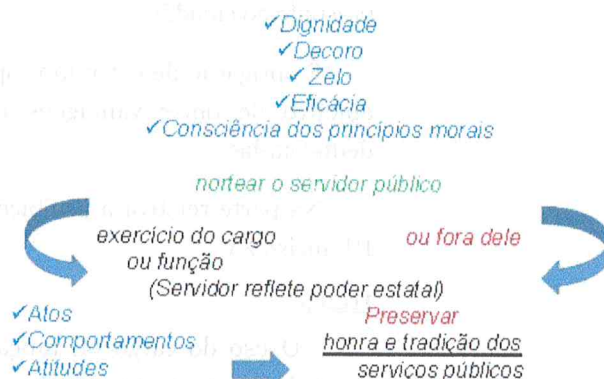 ✓Dignidade
✓Decoro
✓Zelo
✓Eficácia
✓Consciência dos princípios morais
nortear o servidor público
exercício do cargo ou fora dele
ou função
(Servidor reflete poder estatal)
✓Atos Preservar
✓Comportamentos honra e tradição dos
✓Atitudes serviços públicos